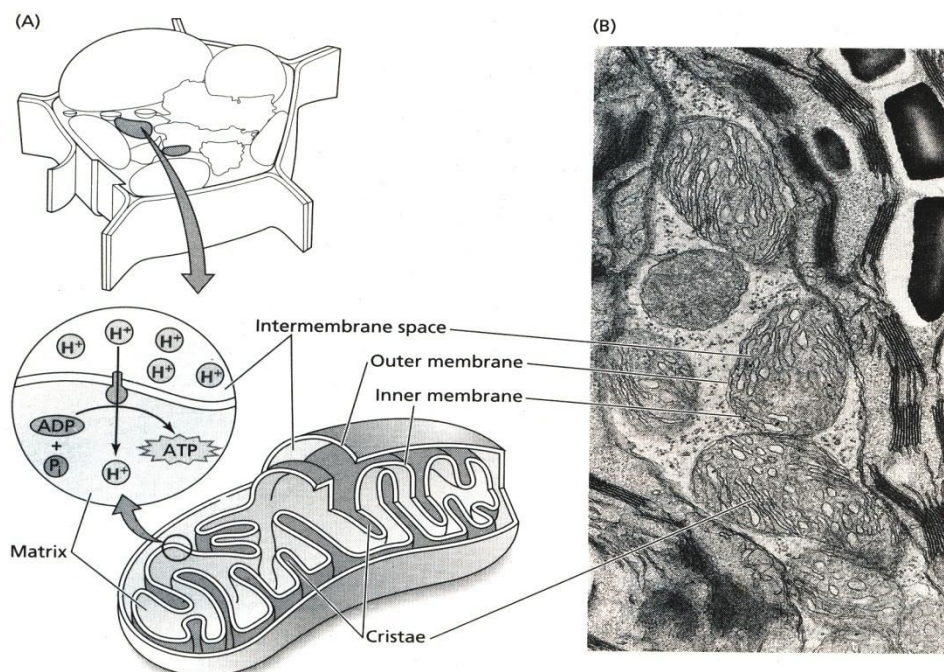 (A)
(B)
H+
H+
H+
H+
H+
H+
ADP
+
Pi
ATP
H+
Intermembrane space
Outer membrane
Inner membrane
Matrix
Cristae